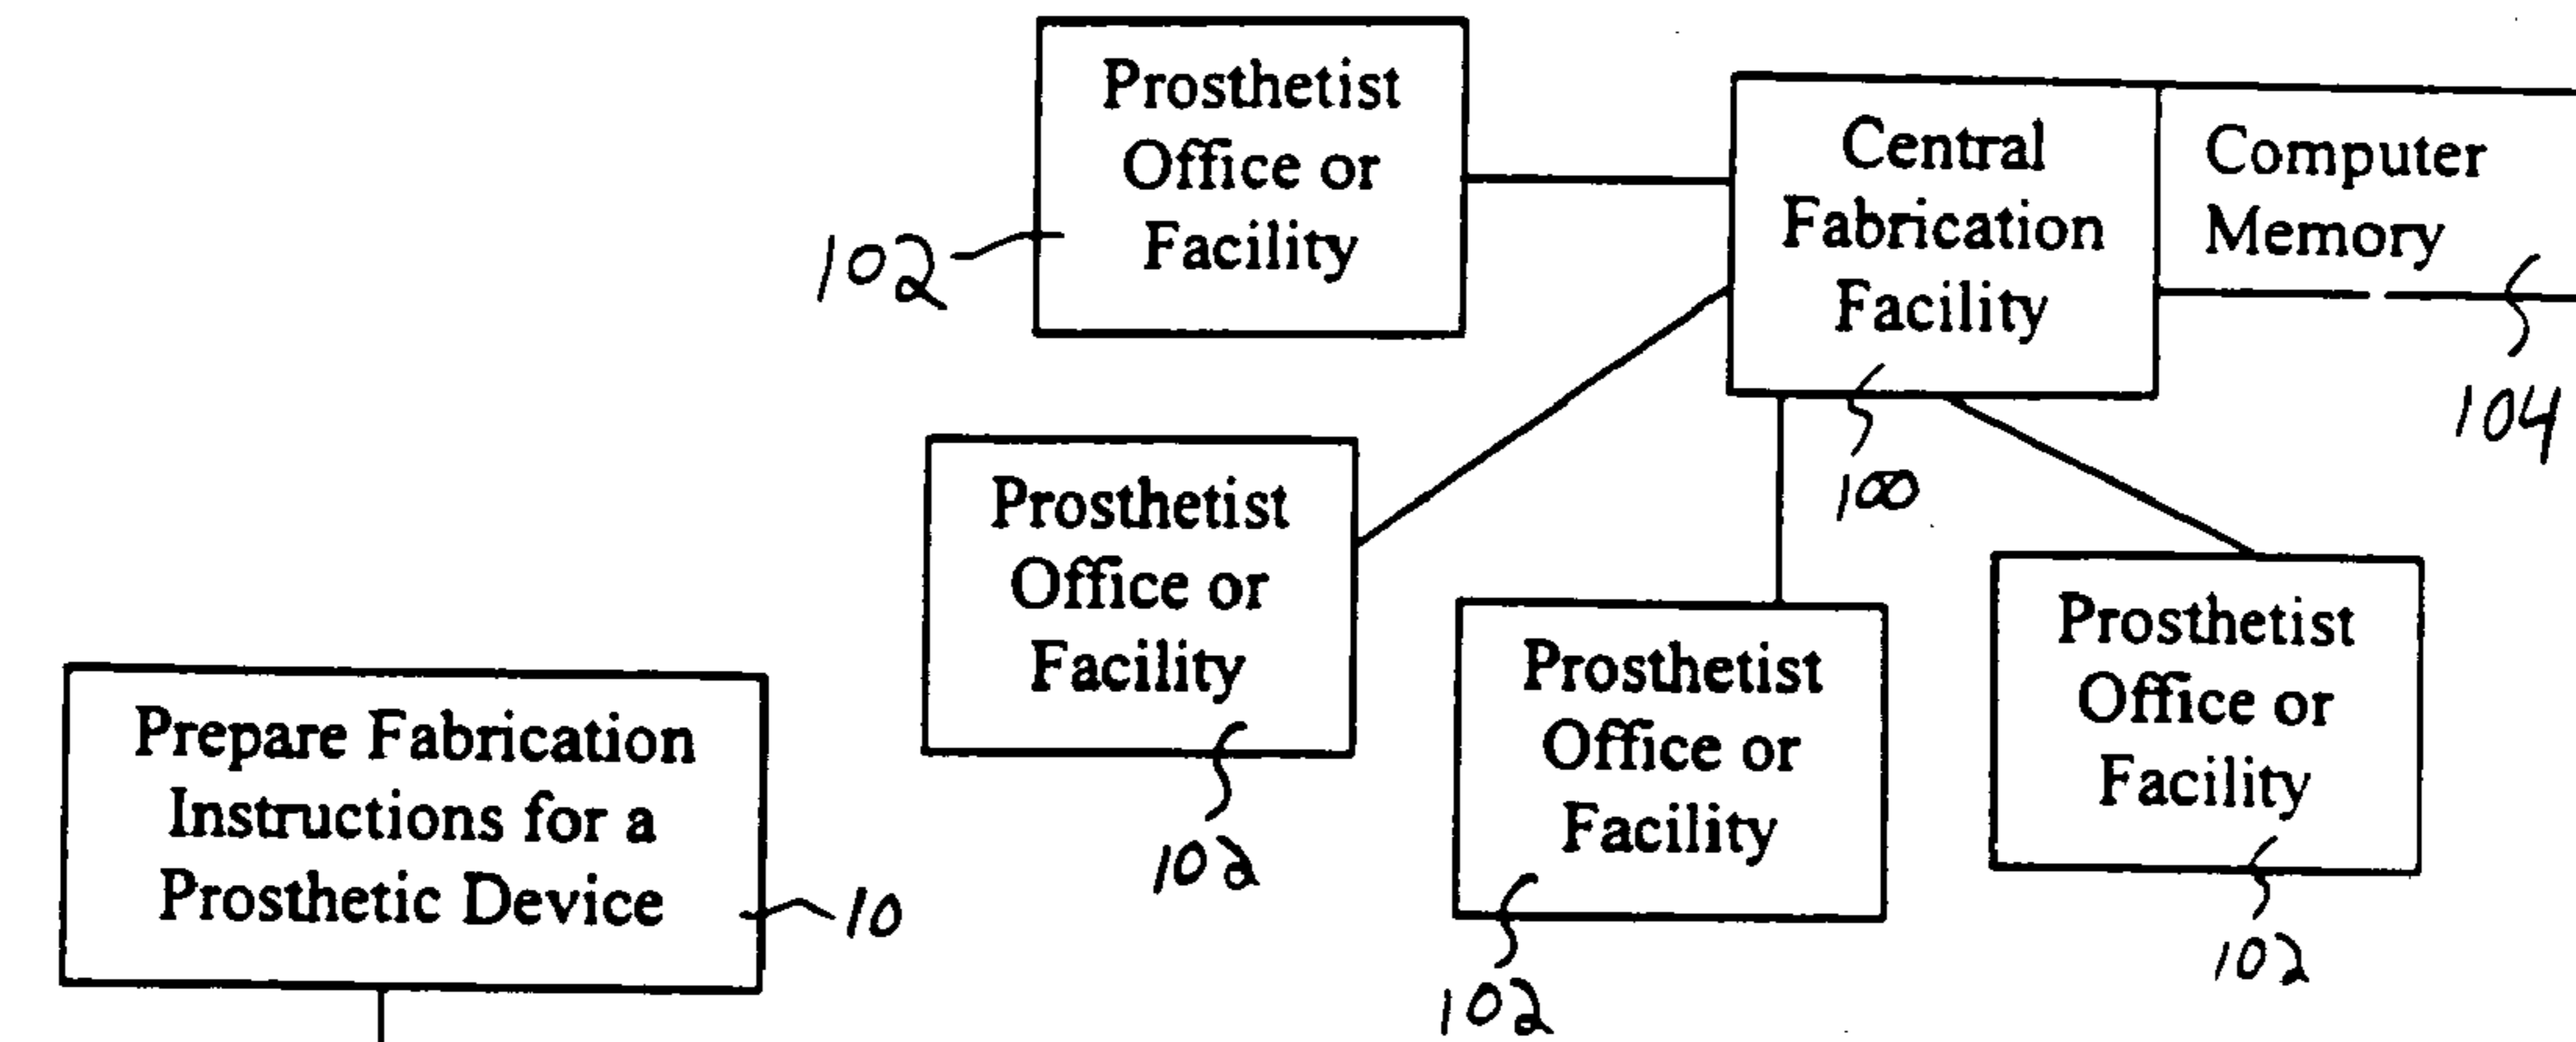 Prosthetist
Office or
Facility
102
Central
Fabrication
Facility
100
Computer
Memory
104
Prosthetist
Office or
Facility
102
Prosthetist
Office or
Facility
102
Prosthetist
Office or
Facility
102
Prepare Fabrication
Instructions for a
Prosthetic Device
10